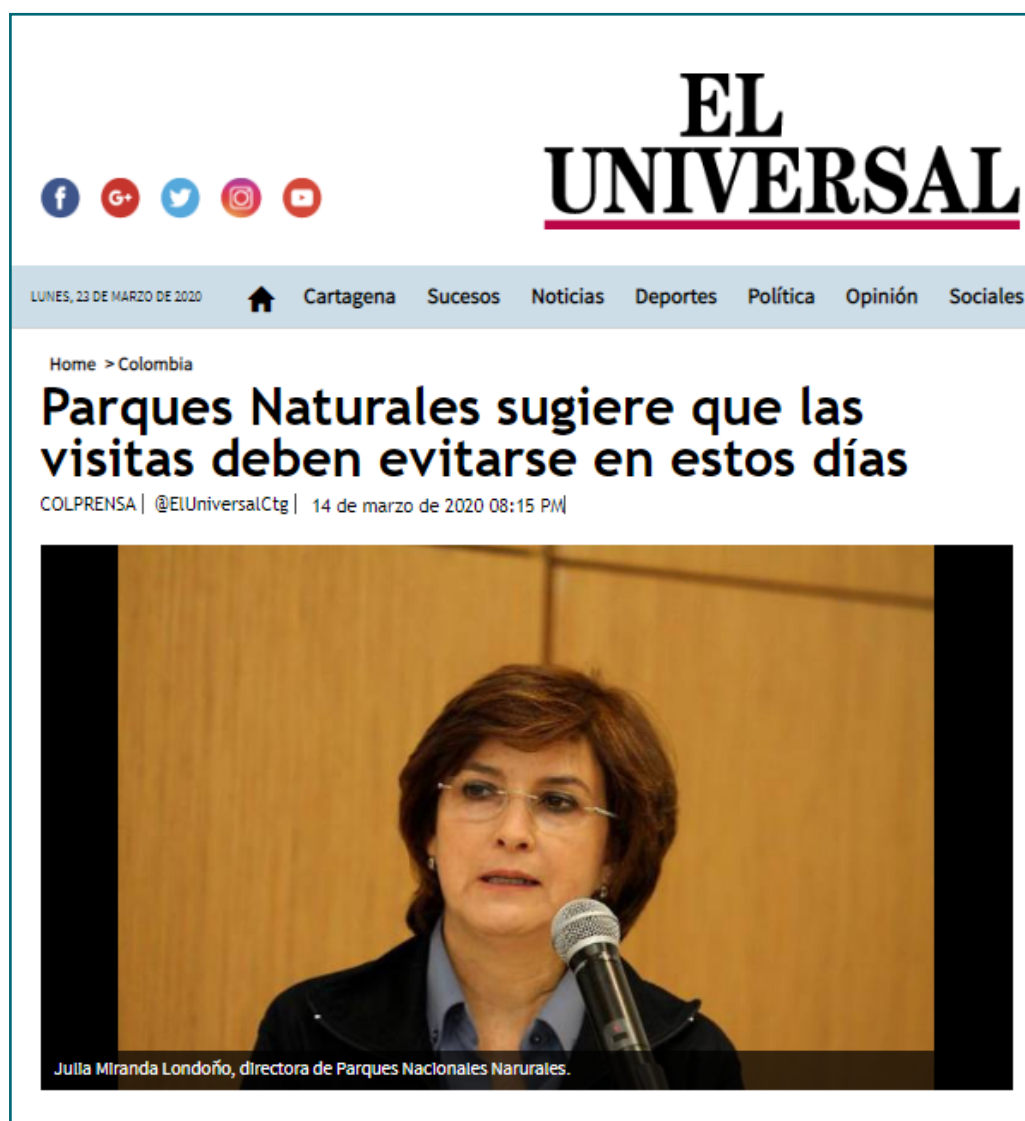 EL
UNIVERSAL
LUNES, 23 DE MARZO DE 2020 Cartagena Sucesos Noticias Deportes Política Opinión Sociales
Home > Colombia
Parques Naturales sugiere que las
visitas deben evitarse en estos días
COLPRENSA | @ElUniversalCtg | 14 de marzo de 2020 08:15 PM|
Julia Miranda Londoño, directora de Parques Nacionales Narurales.